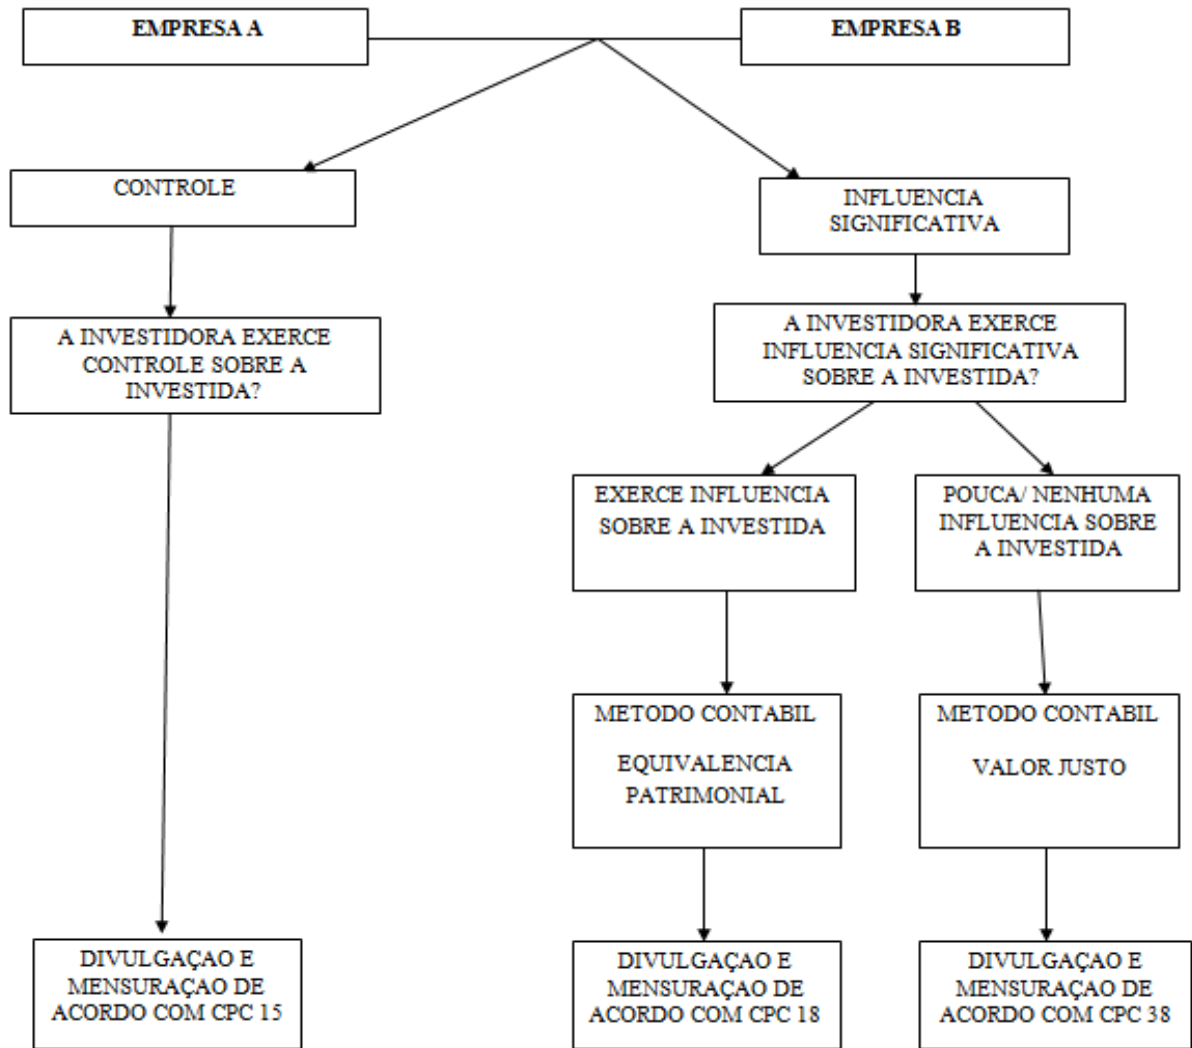 EMPRESA A
EMPRESA B
CONTROLE
INFLUENCIA
SIGNIFICATIVA
A INVESTIDORA EXERCE
CONTROLE SOBRE A
INVESTIDA?
A INVESTIDORA EXERCE
INFLUENCIA SIGNIFICATIVA
SOBRE A INVESTIDA?
EXERCE INFLUENCIA
SOBRE A INVESTIDA
POUCA/ NENHUMA
INFLUENCIA SOBRE
A INVESTIDA
METODO CONTABIL
EQUIVALENCIA
PATRIMONIAL
METODO CONTABIL
VALOR JUSTO
DIVULGAÇAO E
MENSURAÇAO DE
ACORDO COM CPC 15
DIVULGAÇAO E
MENSURAÇAO DE
ACORDO COM CPC 18
DIVULGAÇAO E
MENSURAÇAO DE
ACORDO COM CPC 38